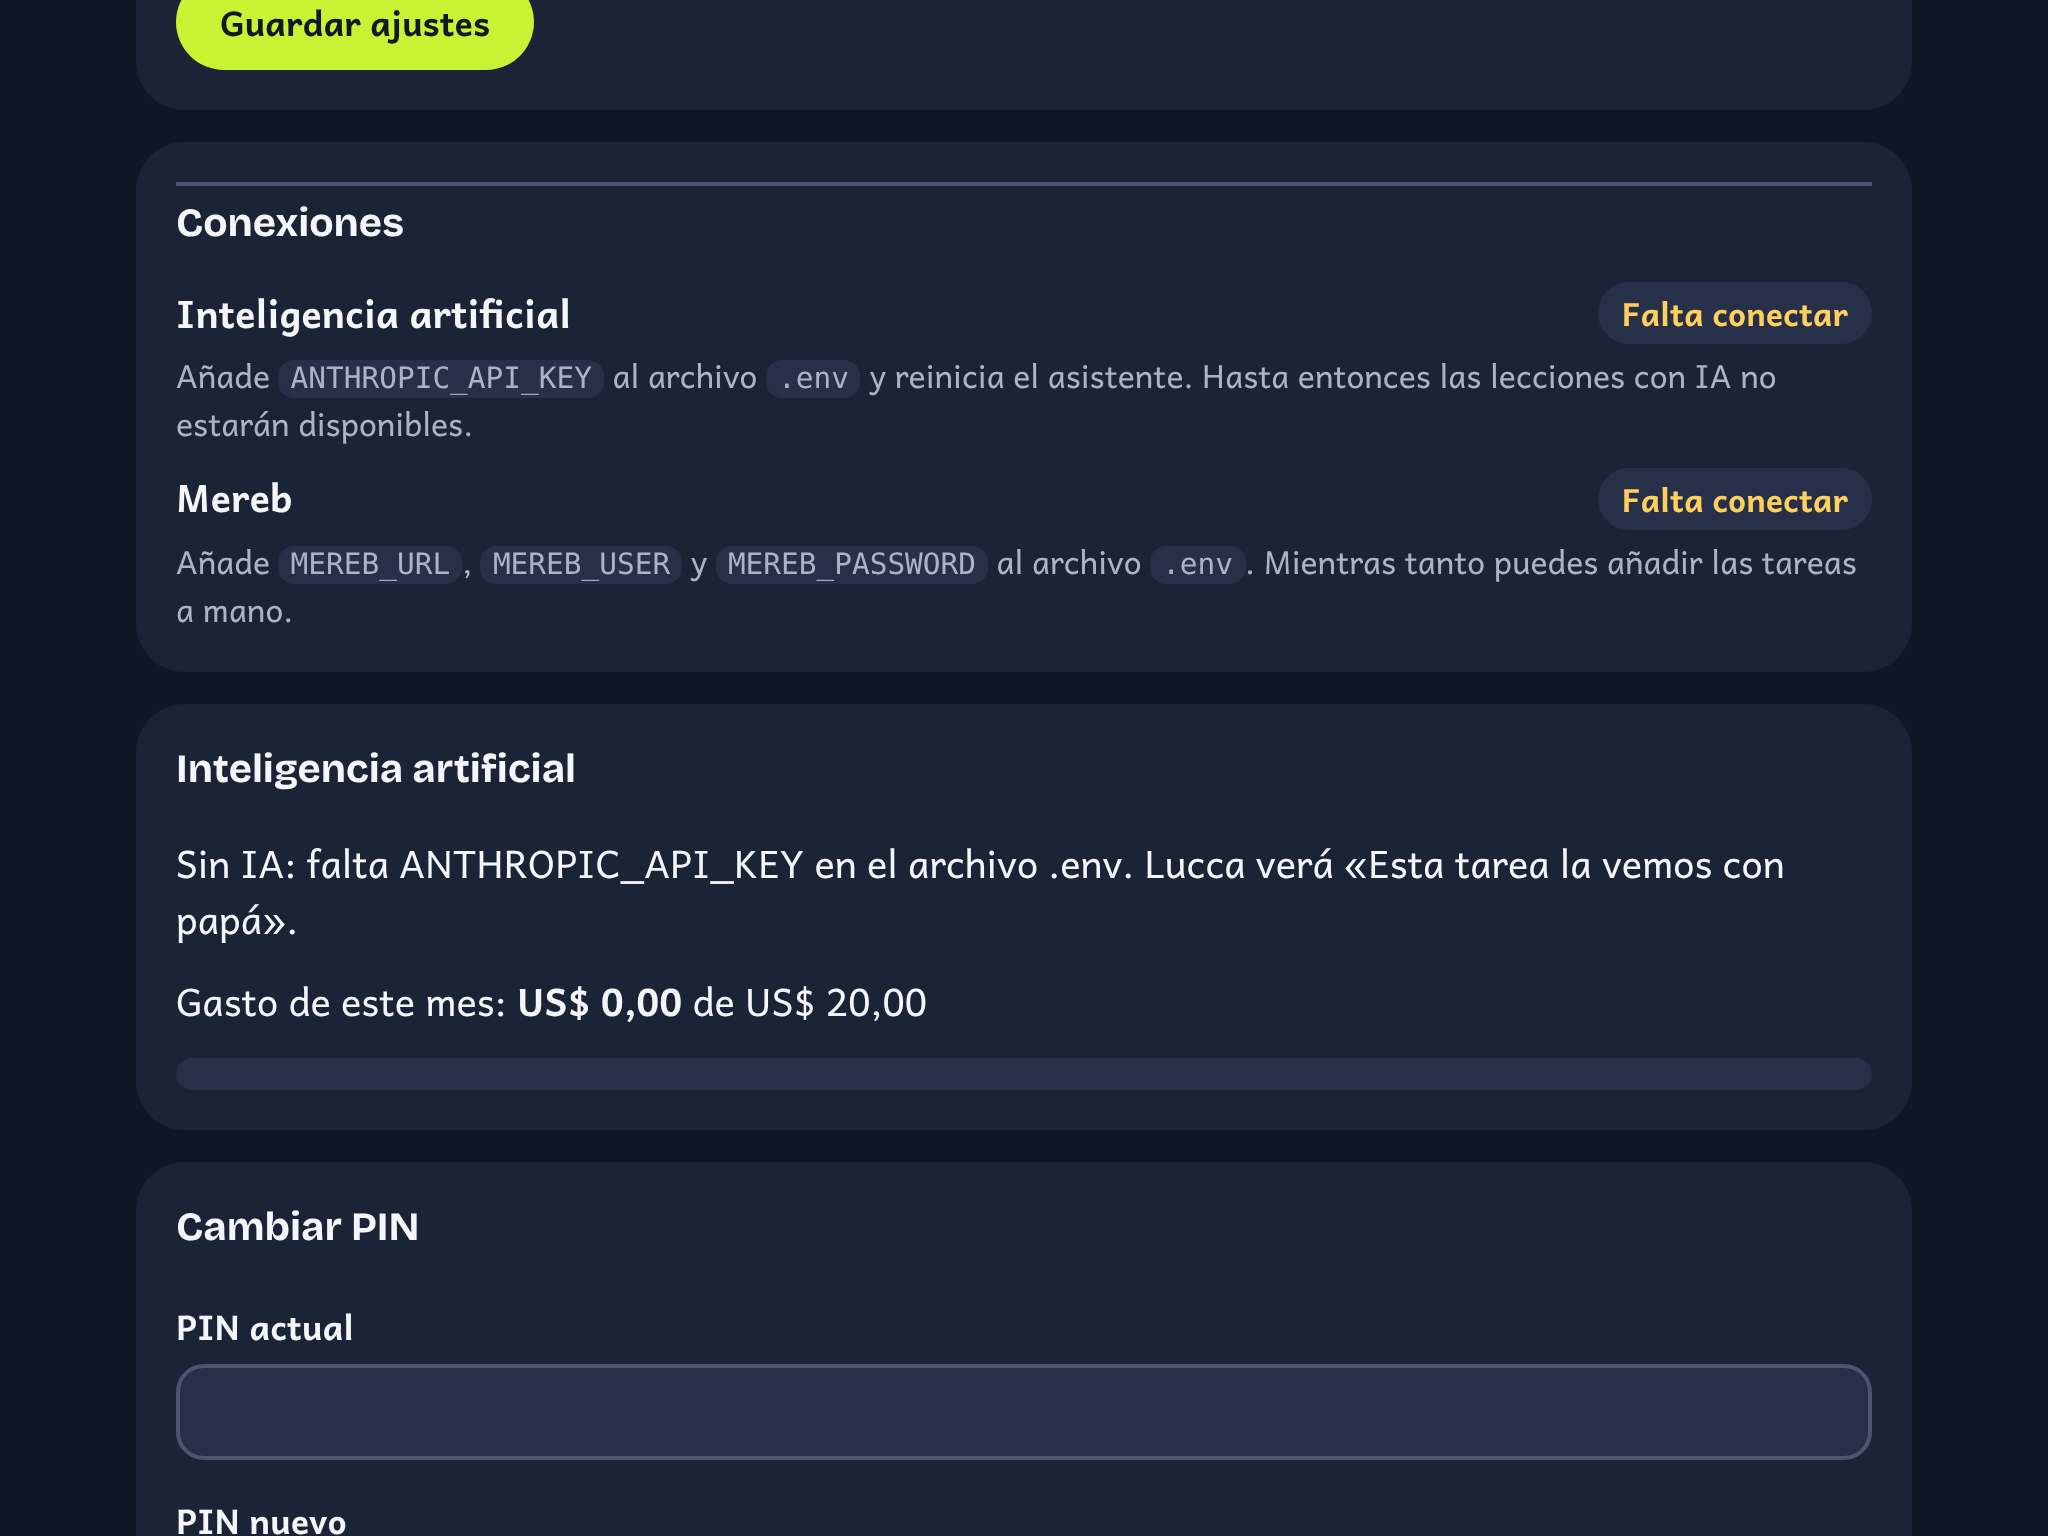 Guardar ajustes
Conexiones
Inteligencia artificial
Falta conectar
Añade ANTHROPIC_API_KEY al archivo .env y reinicia el asistente. Hasta entonces las lecciones con IA no
estarán disponibles.
Mereb
Falta conectar
Añade MEREB_URL, MEREB_USER y MEREB_PASSWORD al archivo .env. Mientras tanto puedes añadir las tareas
a mano.
Inteligencia artificial
Sin IA: falta ANTHROPIC_API_KEY en el archivo .env. Lucca verá «Esta tarea la vemos con
papá».
Gasto de este mes: US$ 0,00 de US$ 20,00
Cambiar PIN
PIN actual
PIN nuevo